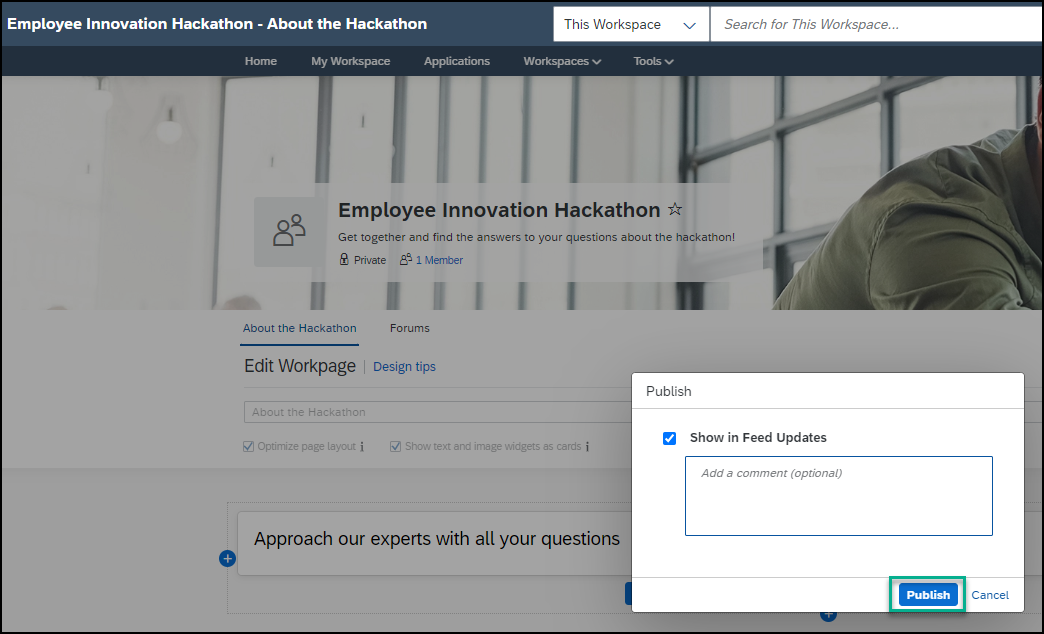 Employee Innovation Hackathon - About the Hackathon
This Workspace
Search for This Workspace...
Home My Workspace Applications Workspaces Tools
Employee Innovation Hackathon
Get together and find the answers to your questions about the hackathon!
Private 1 Member
About the Hackathon Forums
Edit Workpage Design tips
About the Hackathon
Optimize page layout i Show text and image widgets as cards i
Approach our experts with all your questions
Publish
Show in Feed Updates
Add a comment (optional)
Publish Cancel